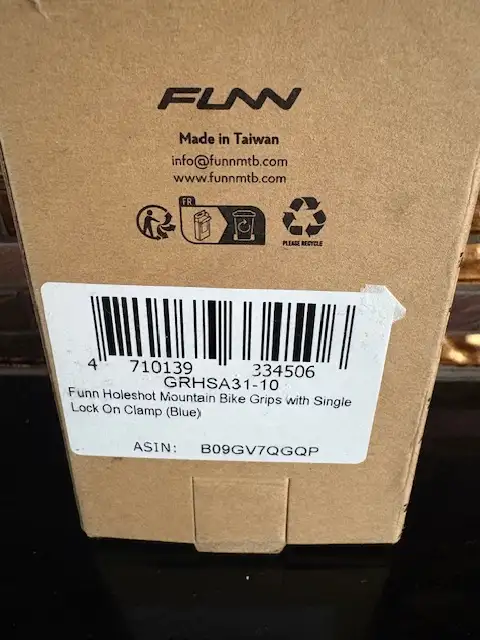 FUNN
Made in Taiwan
info@funnmtb.com
www.funnmtb.com
FR
PLEASE RECYCLE
4 710139 334506
GRHSA31-10
Funn Holeshot Mountain Bike Grips with Single
Lock On Clamp (Blue)
ASIN: B09GV7QGQP